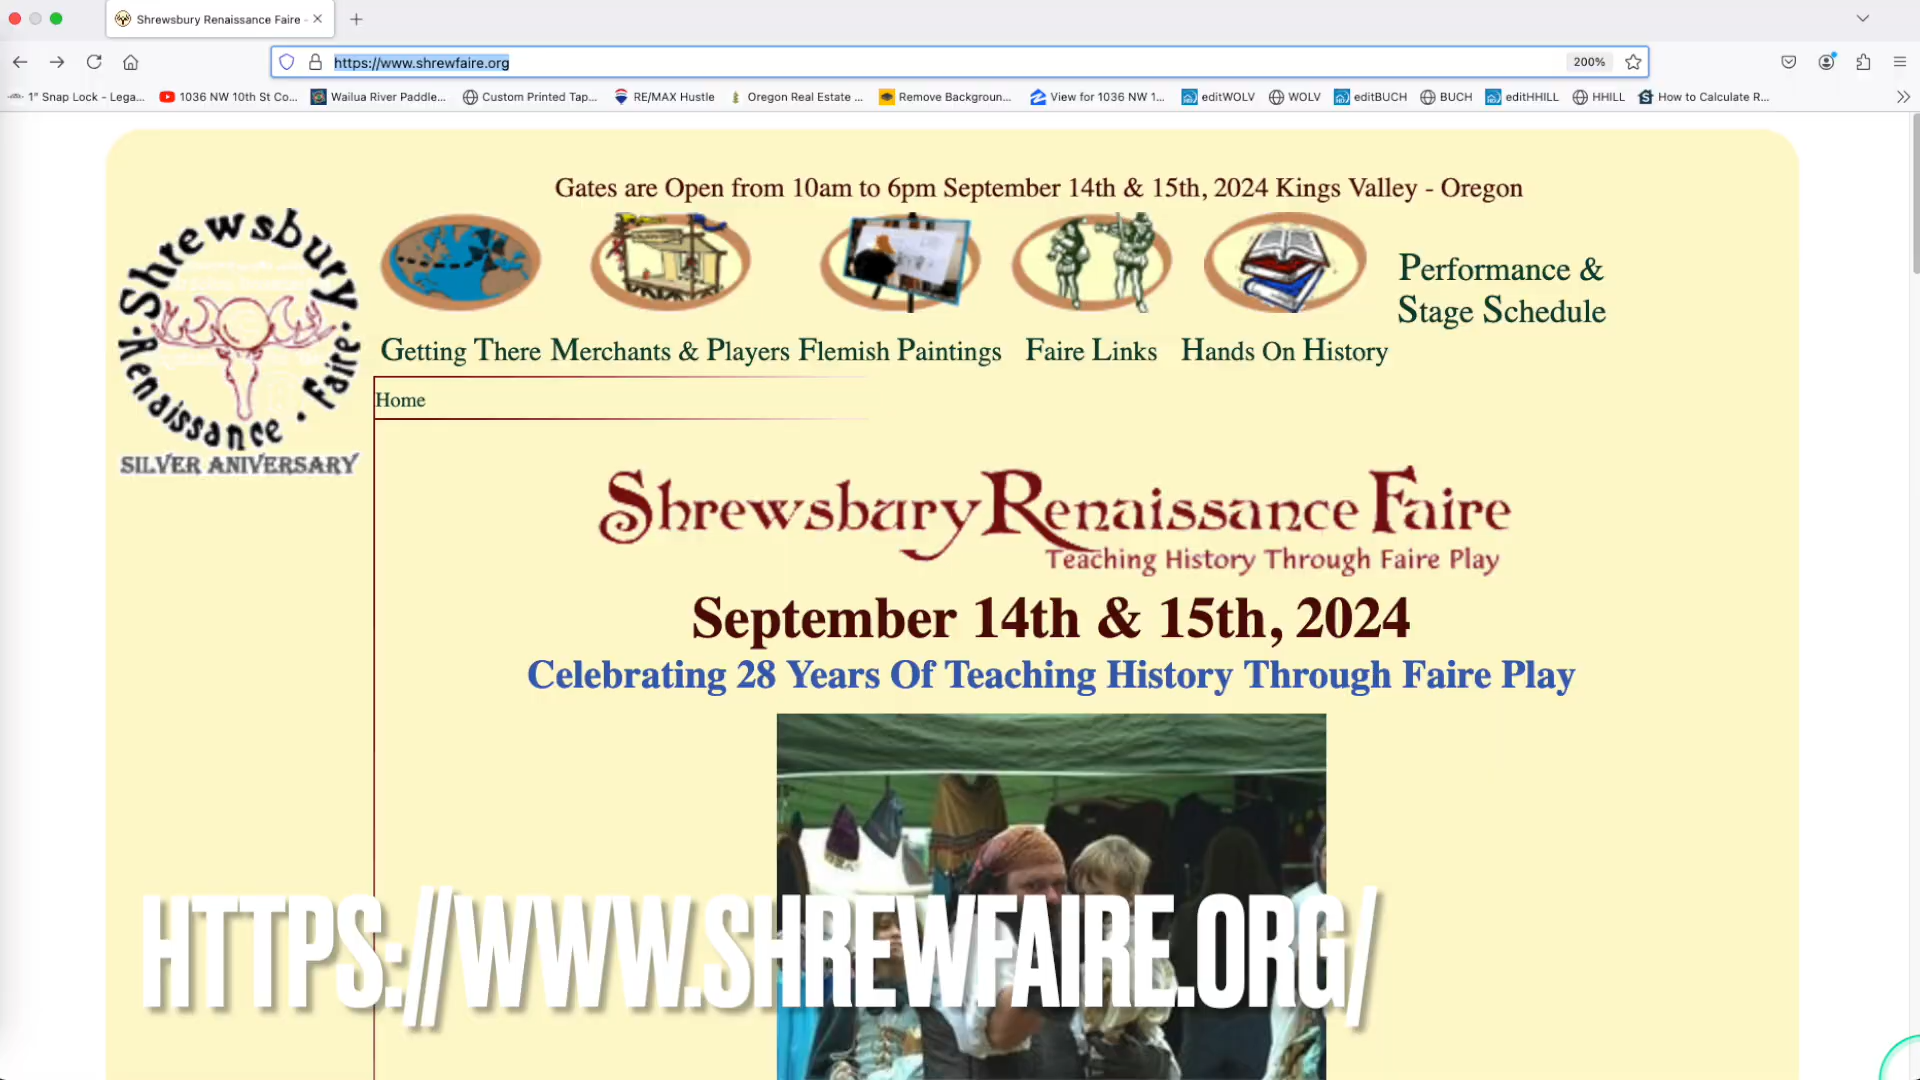 Shrewsbury Renaissance Faire -
https://www.shrewfaire.org
200%
1" Snap Lock - Lega...
1036 NW 10th St Co...
Wailua River Paddle...
Custom Printed Tap...
RE/MAX Hustle
Oregon Real Estate ...
Remove Backgroun...
View for 1036 NW 1...
editWOLV
WOLV
editBUCH
BUCH
editHHILL
HHILL
How to Calculate R...
Gates are Open from 10am to 6pm September 14th & 15th, 2024 Kings Valley - Oregon
Shrewsbury
Renaissance · Faire
SILVER ANIVERSARY
Getting There
Merchants & Players
Flemish Paintings
Faire Links
Hands On History
Performance &
Stage Schedule
Home
Shrewsbury Renaissance Faire
Teaching History Through Faire Play
September 14th & 15th, 2024
Celebrating 28 Years Of Teaching History Through Faire Play
HTTPS://WWW.SHREWFAIRE.ORG/